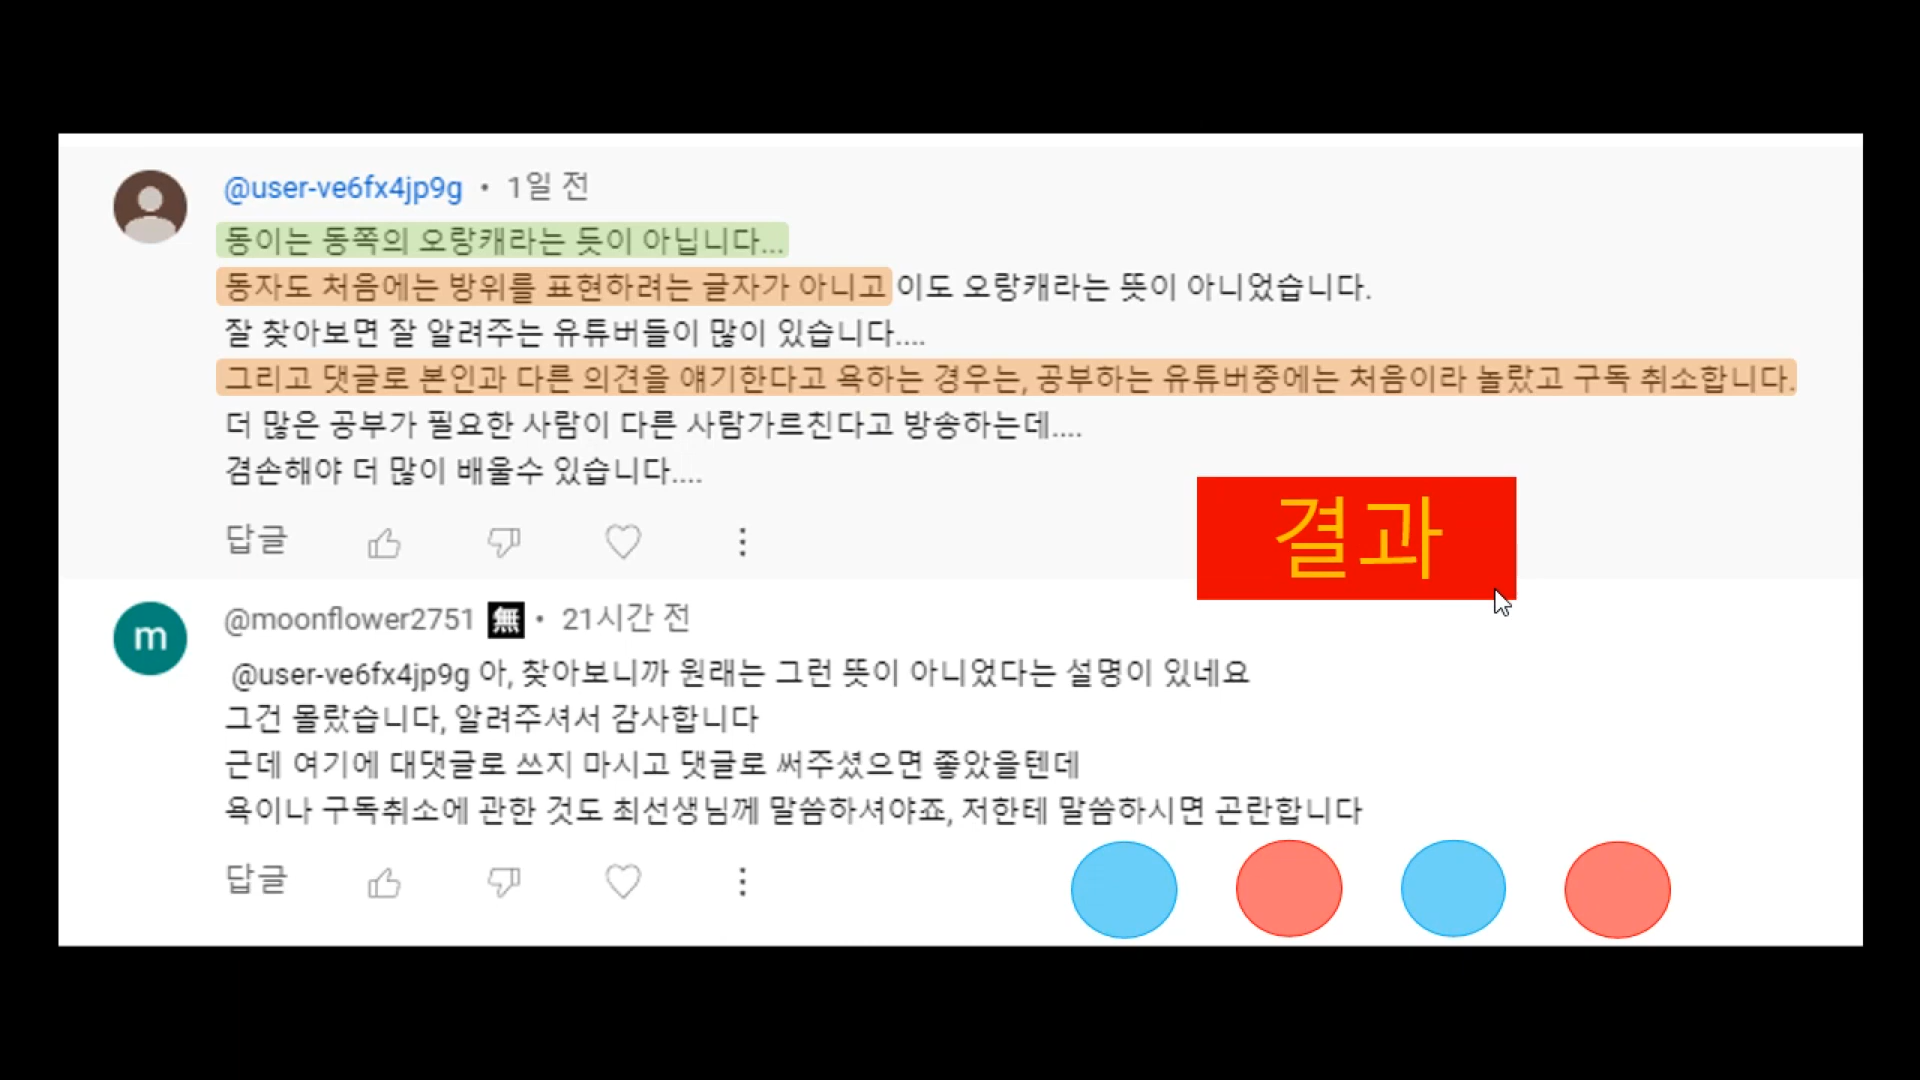 @user-ve6fx4jp9g • 1일 전
동이는 동쪽의 오랑캐라는 듯이 아닙니다...
동자도 처음에는 방위를 표현하려는 글자가 아니고 이도 오랑캐라는 뜻이 아니었습니다.
잘 찾아보면 잘 알려주는 유튜버들이 많이 있습니다....
그리고 댓글로 본인과 다른 의견을 얘기한다고 욕하는 경우는, 공부하는 유튜버중에는 처음이라 놀랐고 구독 취소합니다.
더 많은 공부가 필요한 사람이 다른 사람가르친다고 방송하는데....
겸손해야 더 많이 배울수 있습니다....
답글
결과
m
@moonflower2751 無 • 21시간 전
@user-ve6fx4jp9g 아, 찾아보니까 원래는 그런 뜻이 아니었다는 설명이 있네요
그건 몰랐습니다, 알려주셔서 감사합니다
근데 여기에 대댓글로 쓰지 마시고 댓글로 써주셨으면 좋았을텐데
욕이나 구독취소에 관한 것도 최선생님께 말씀하셔야죠, 저한테 말씀하시면 곤란합니다
답글